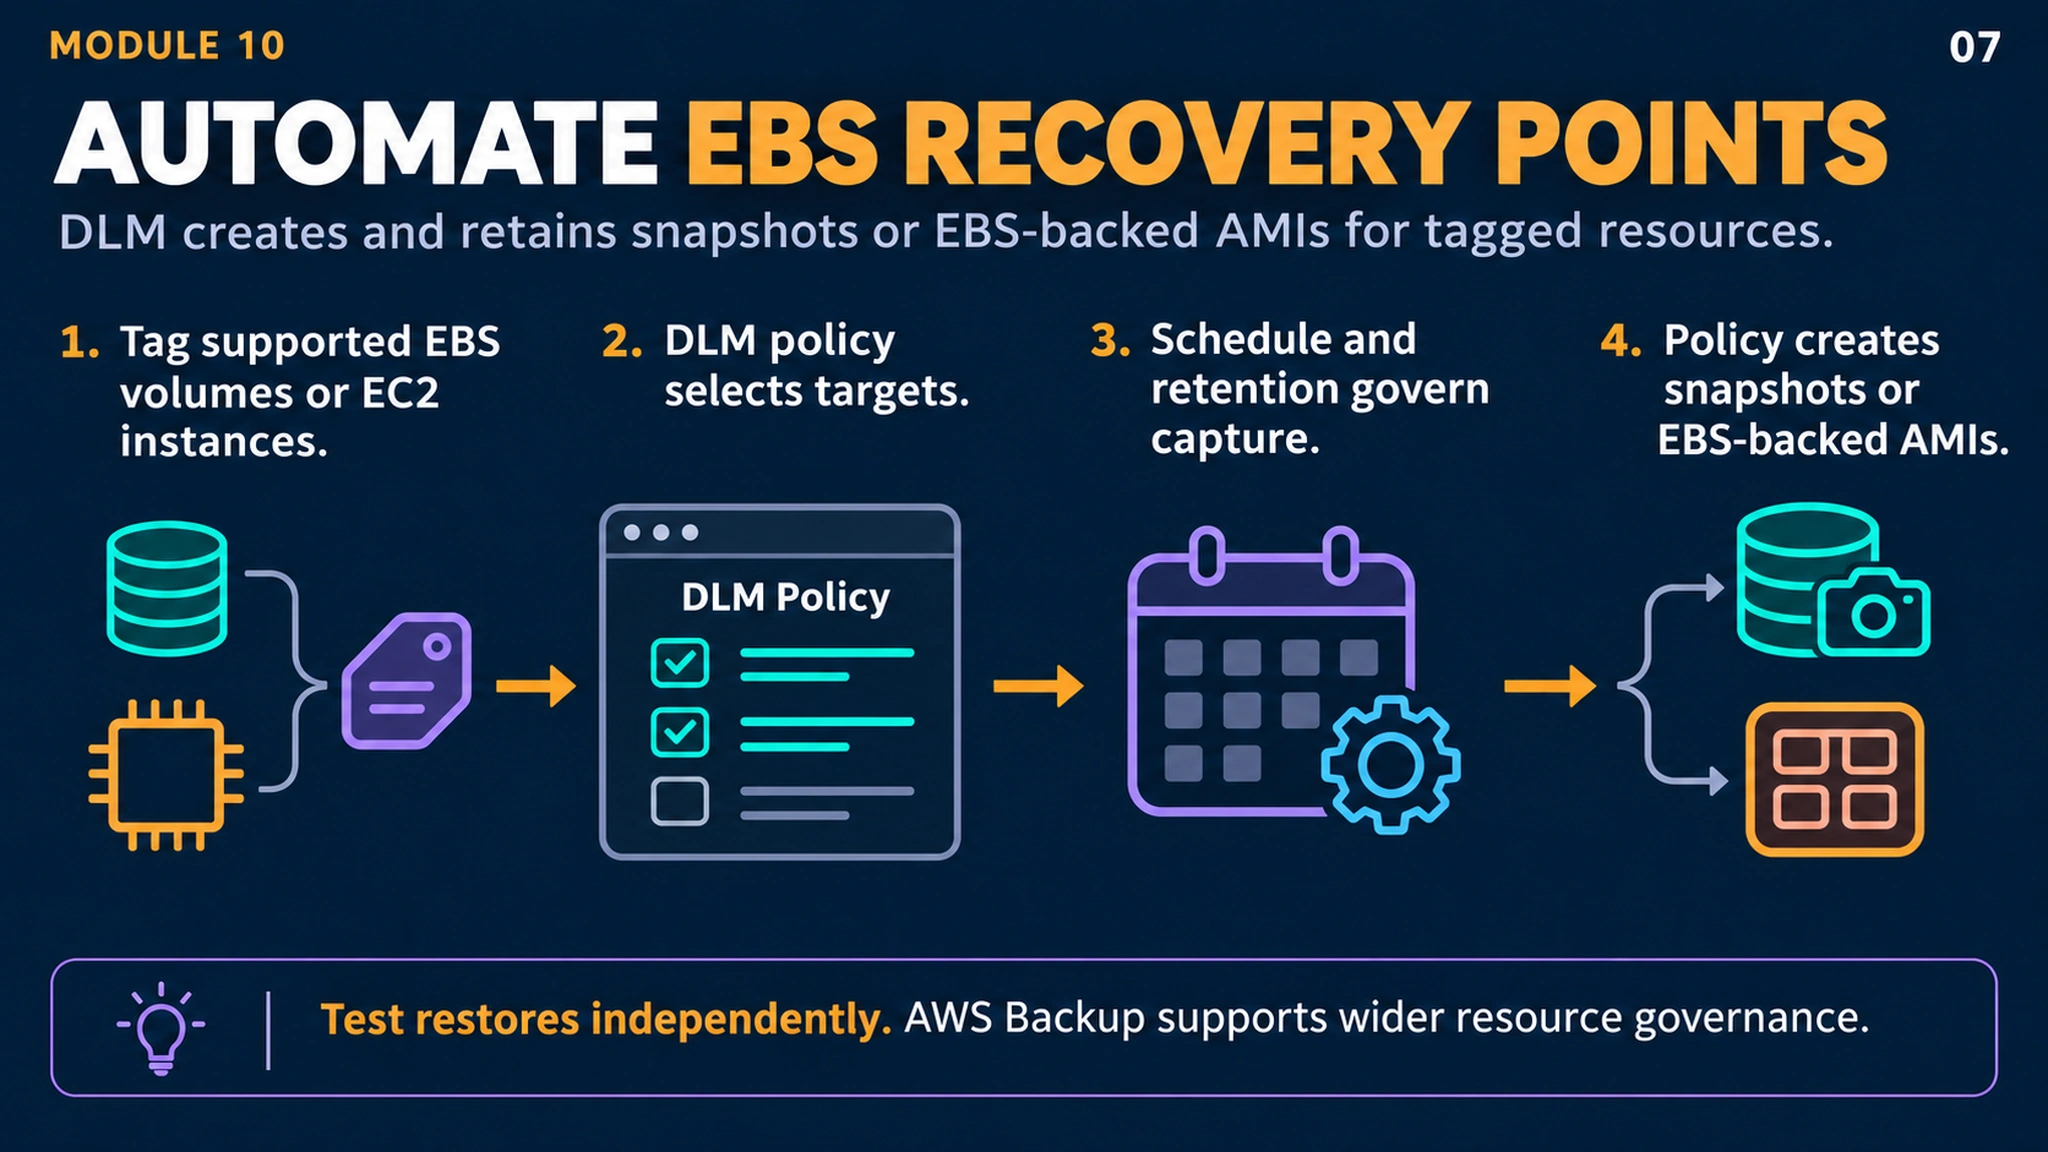 MODULE 10
07
AUTOMATE EBS RECOVERY POINTS
DLM creates and retains snapshots or EBS-backed AMIs for tagged resources.
1. Tag supported EBS
volumes or EC2
instances.
2. DLM policy
selects targets.
3. Schedule and
retention govern
capture.
4. Policy creates
snapshots or
EBS-backed AMIs.
DLM Policy
Test restores independently. AWS Backup supports wider resource governance.